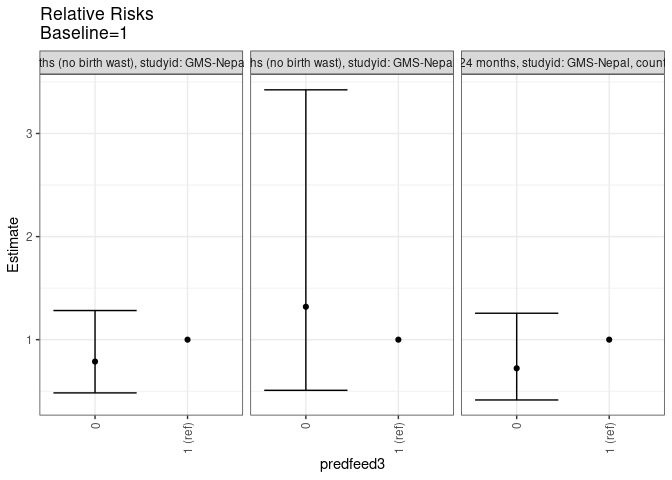 Relative Risks
Baseline=1
ths (no birth wast), studyid: GMS-Nepa
hs (no birth wast), studyid: GMS-Nepal
24 months, studyid: GMS-Nepal, count
3
2
1
Estimate
0
1 (ref)
0
1 (ref)
0
1 (ref)
predfeed3